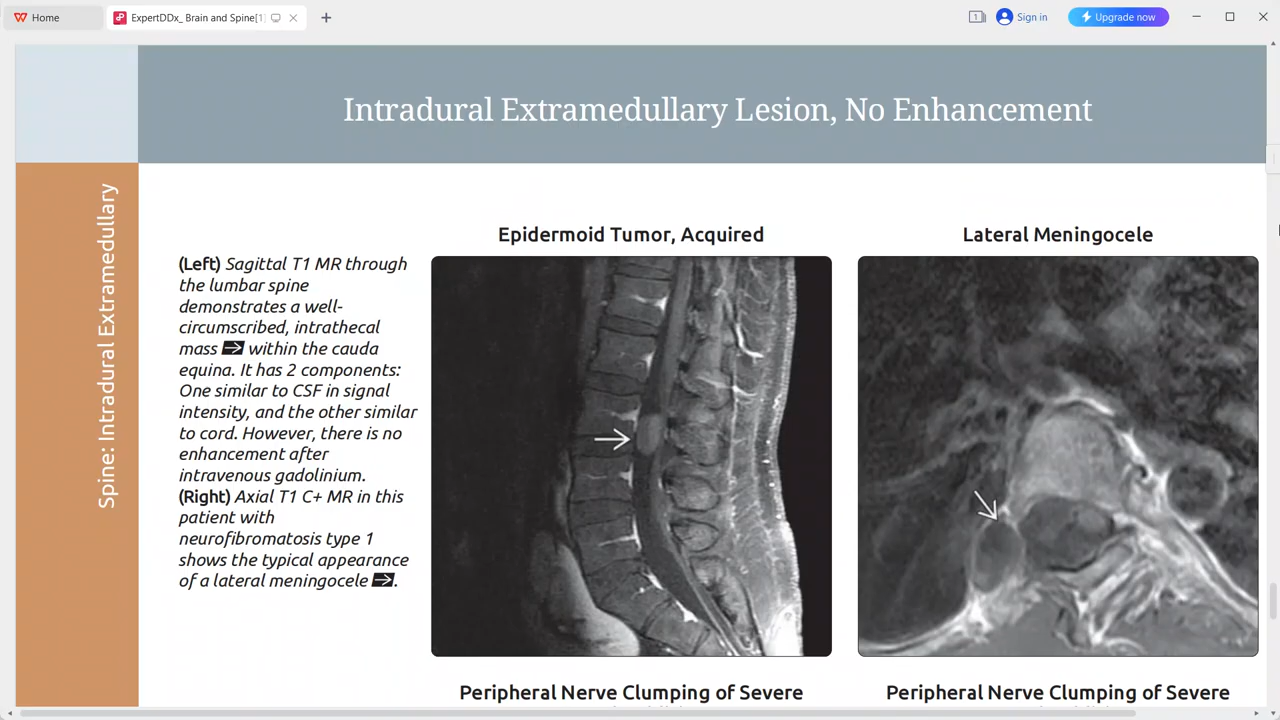 Home
ExpertDDx_ Brain and Spine[1]
1
Sign in
Upgrade now
Intradural Extramedullary Lesion, No Enhancement
Spine: Intradural Extramedullary
(Left) Sagittal T1 MR through
the lumbar spine
demonstrates a well-
circumscribed, intrathecal
mass within the cauda
equina. It has 2 components:
One similar to CSF in signal
intensity, and the other similar
to cord. However, there is no
enhancement after
intravenous gadolinium.
(Right) Axial T1 C+ MR in this
patient with
neurofibromatosis type 1
shows the typical appearance
of a lateral meningocele .
Epidermoid Tumor, Acquired
Lateral Meningocele
Peripheral Nerve Clumping of Severe
Peripheral Nerve Clumping of Severe